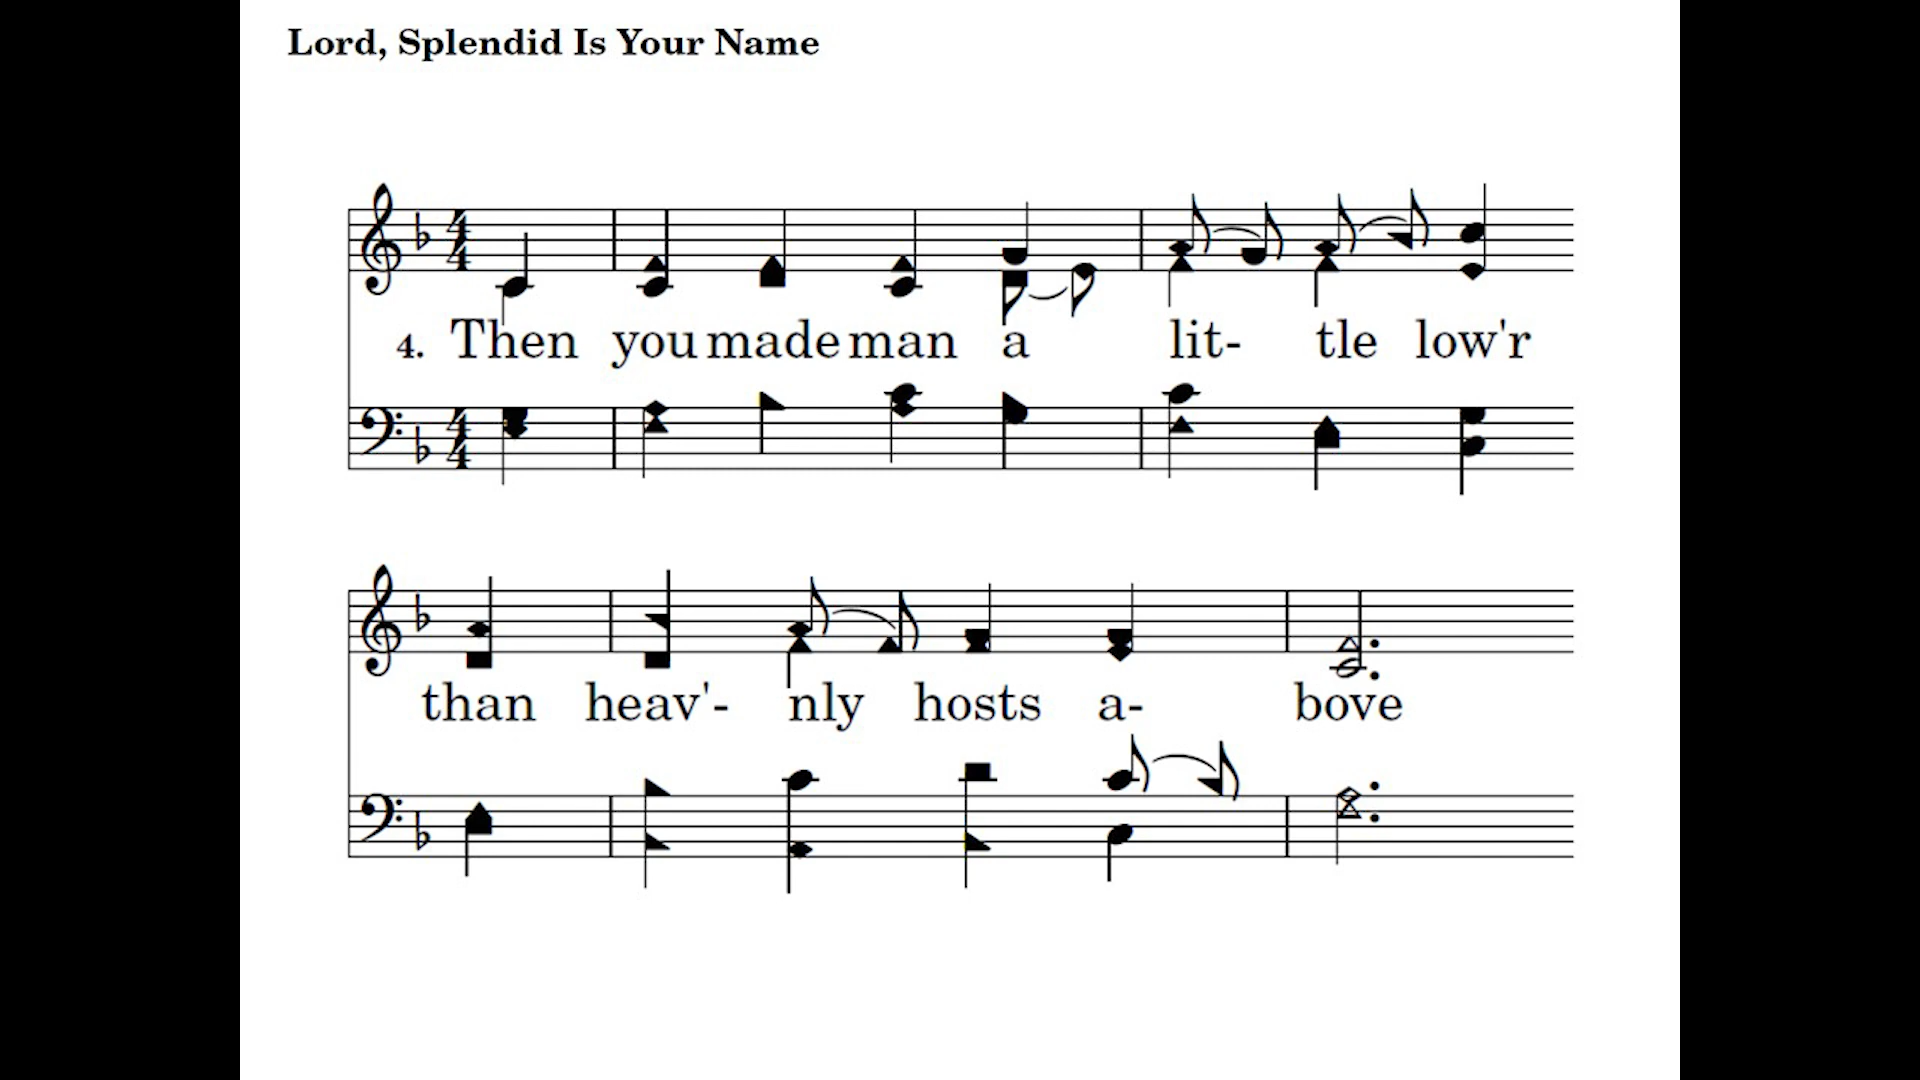 Lord, Splendid Is Your Name
4. Then you made man a lit- tle low'r
than heav'- nly hosts a- bove